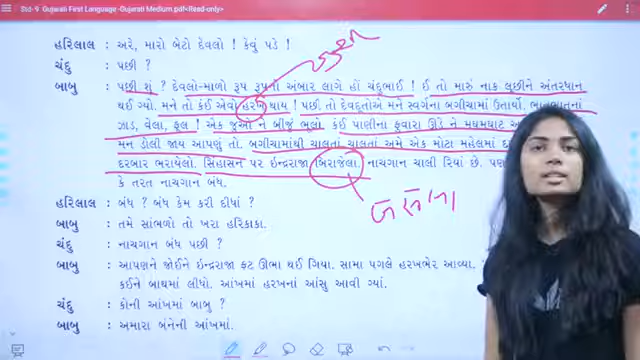 Std- 9 Gujwati First Language -Gujarati Medium.pdf<Read-only>
હરિલાલ : અરે, મારો બેટો દેવલો ! કેવું પડે !
ચંદુ : પછી ?
બાબુ : પછી શું ? દેવલો-માળો રૂપ રૂપનો અંબાર લાગે હોં ચંદુભાઈ ! ઈ તો મારું નાક લૂછીને અંતરધાન
થઈ ગ્યો. મને તો કંઈ એવો હરખ થાય ! પછી તો દેવદૂતોએ મને સ્વર્ગના બગીચામાં ઉતાર્યો. ભાતભાતનાં
ઝાડ, વેલા, ફૂલ ! એક જુઓ ને બીજું ભૂલો. કંઈ પાણીના ફુવારા ઊડે ને મઘમઘાટ
મન ડોલી જાય આપણું તો. બગીચામાંથી ચાલતાં ચાલતાં અમે એક મોટા મહેલમાં
દરબાર ભરાયેલો. સિંહાસન પર ઇન્દ્રરાજા બિરાજેલા. નાચગાન ચાલી રિયાં છે. પણ
કે તરત નાચગાન બંધ.
હરિલાલ : બંધ ? બંધ કેમ કરી દીધાં ?
બાબુ : તમે સાંભળો તો ખરા હરિકાકા.
ચંદુ : નાચગાન બંધ પછી ?
બાબુ : આપણને જોઈને ઇન્દ્રરાજા ફટ ઊભા થઈ ગિયા. સામા પગલે હરખભેર આવ્યા.
કઈને બાથમાં લીધો. આંખમાં હરખનાં આંસુ આવી ગ્યાં.
ચંદુ : કોની આંખમાં બાબુ ?
બાબુ : અમારા બંનેની આંખમાં.